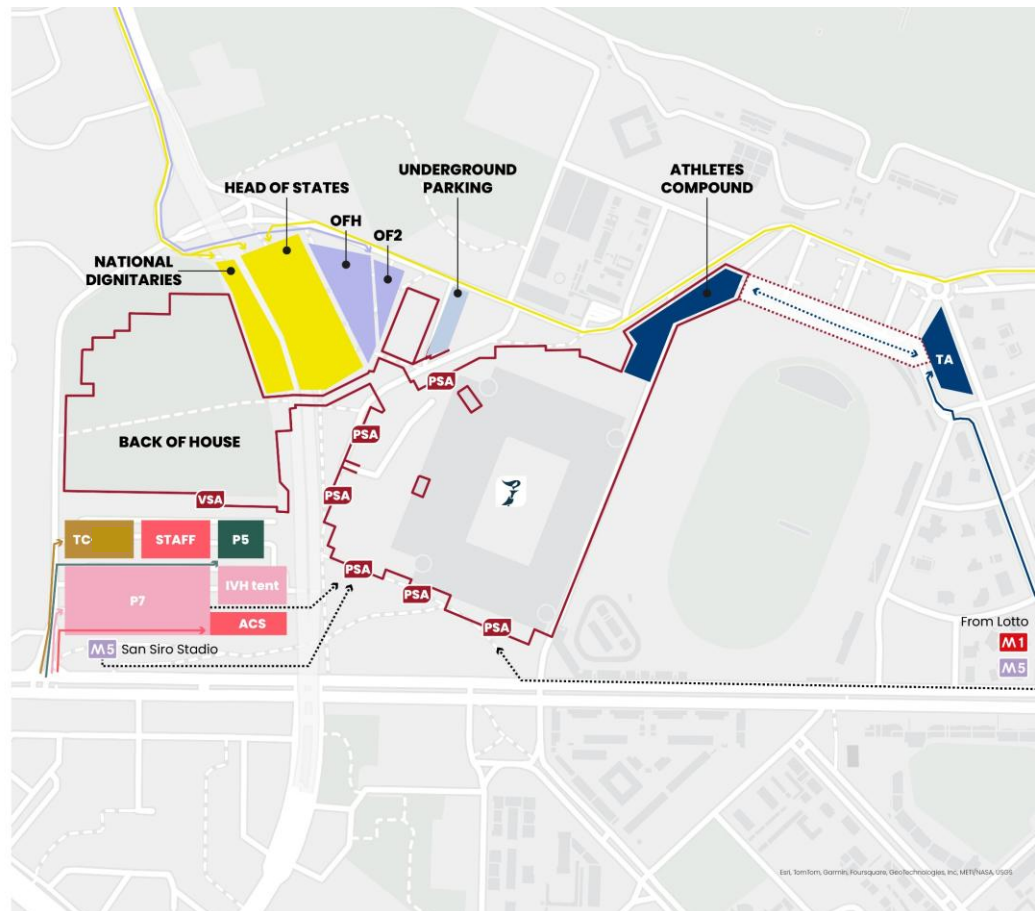 UNDERGROUND
PARKING
ATHLETES
COMPOUND
HEAD OF STATES
OFH
OF2
NATIONAL
DIGNITARIES
TA
PSA
PSA
BACK OF HOUSE
VSA
PSA
TC
STAFF
P5
PSA
IVH tent
P7
PSA
ACS
PSA
M5 San Siro Stadio
From Lotto
M1
M5
Esri, TomTom, Garmin, Foursquare, GeoTechnologies, Inc, METI/NASA, USGS